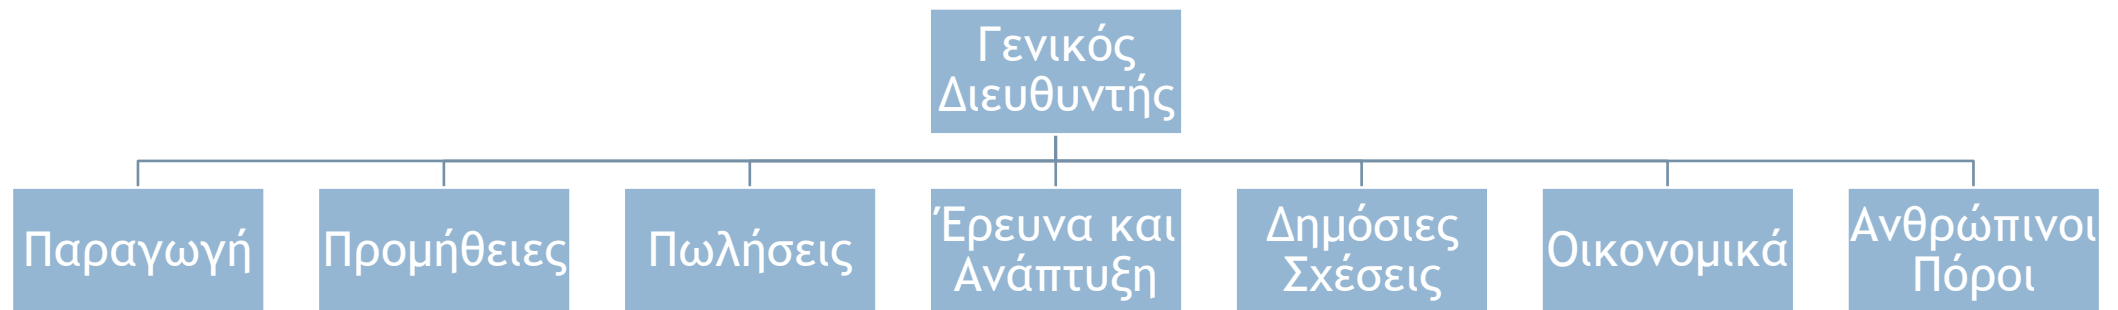 Γενικός
Διευθυντής
Παραγωγή
Προμήθειες
Πωλήσεις
Έρευνα και
Ανάπτυξη
Δημόσιες
Σχέσεις
Οικονομικά
Ανθρώπινοι
Πόροι